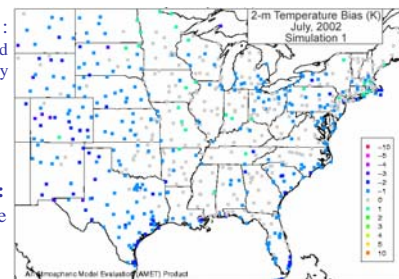 :
d
y
:
e
2-m Temperature Bias (K)
July, 2002
Simulation 1
-10
-5
-4
-3
-2
-1
0
1
2
3
4
5
10
An Atmospheric Model Evaluation (AMET) Product